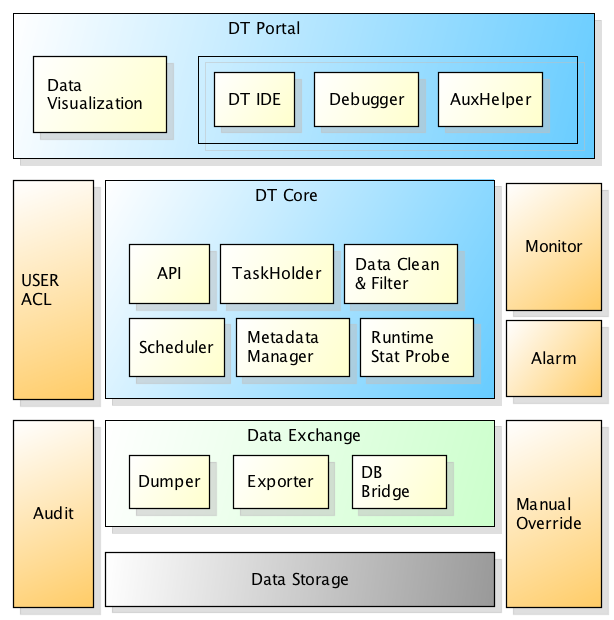 DT Portal
Data
Visualization
DT IDE
Debugger
AuxHelper
USER
ACL
DT Core
API
TaskHolder
Data Clean
& Filter
Scheduler
Metadata
Manager
Runtime
Stat Probe
Monitor
Alarm
Audit
Data Exchange
Dumper
Exporter
DB
Bridge
Data Storage
Manual
Override